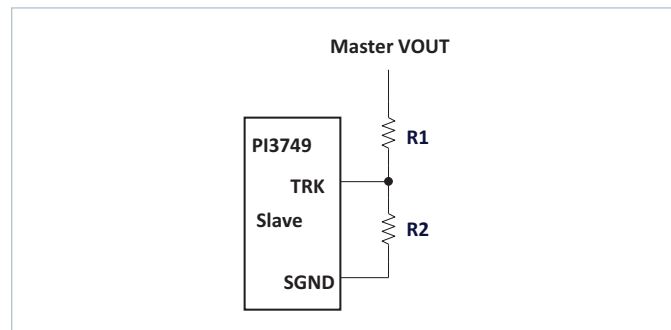 Master VOUT
R1
PI3749
TRK
R2
Slave
SGND